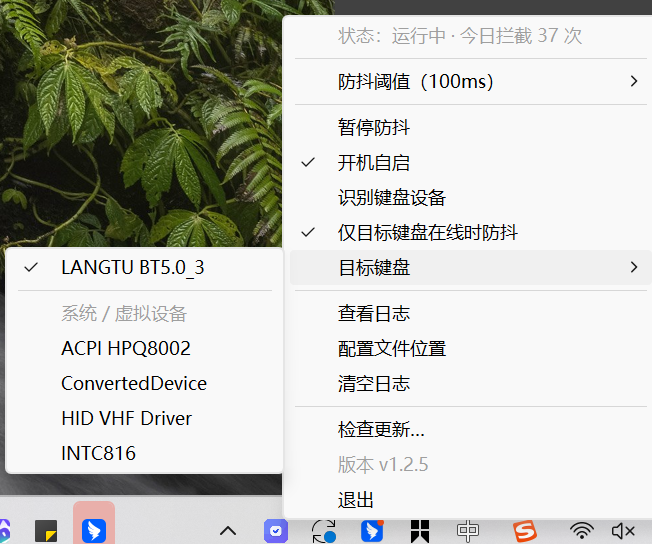 状态：运行中 · 今日拦截 37 次
防抖阈值（100ms）
暂停防抖
开机自启
识别键盘设备
仅目标键盘在线时防抖
目标键盘
查看日志
配置文件位置
清空日志
检查更新...
版本 v1.2.5
退出
LANGTU BT5.0_3
系统 / 虚拟设备
ACPI HPQ8002
ConvertedDevice
HID VHF Driver
INTC816
中